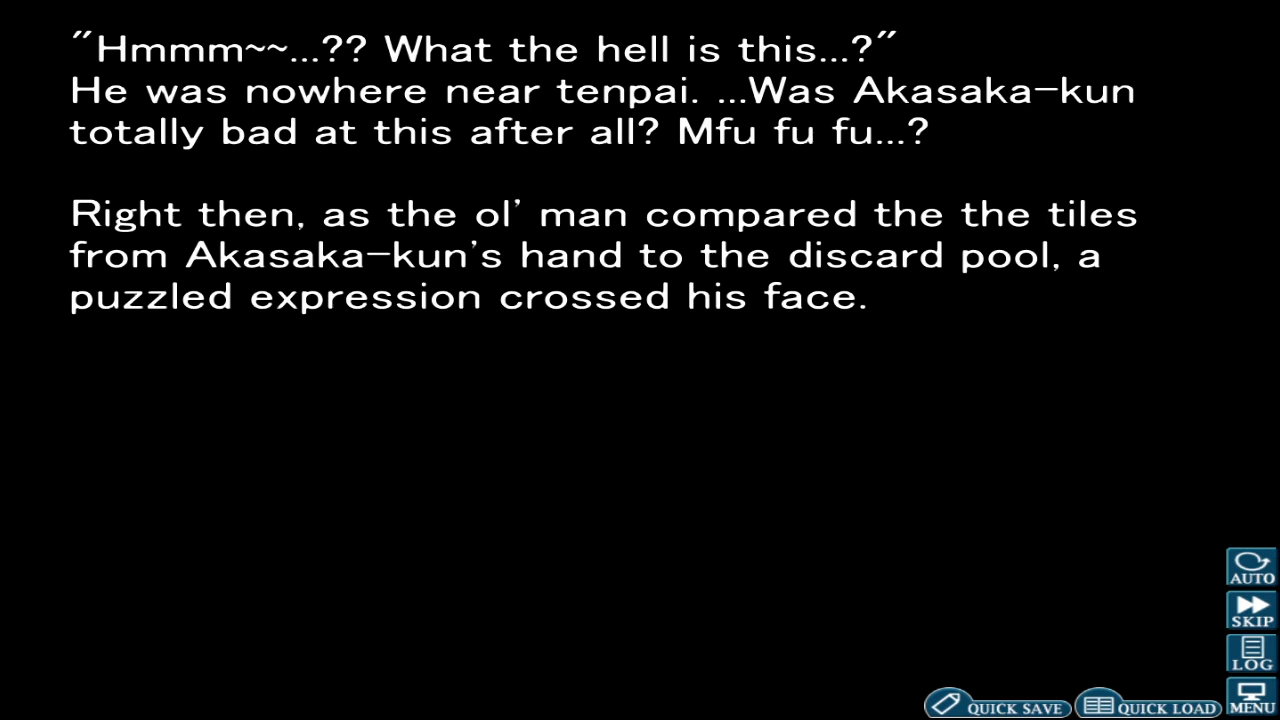 "Hmmm~~...?? What the hell is this...?"
He was nowhere near tenpai. ...Was Akasaka-kun
totally bad at this after all? Mfu fu fu...?
Right then, as the ol' man compared the the tiles
from Akasaka-kun's hand to the discard pool, a
puzzled expression crossed his face.
AUTO
SKIP
LOG
MENU
QUICK SAVE
QUICK LOAD